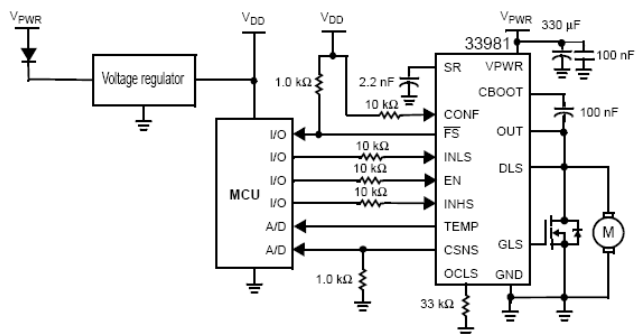 VPWR
VDD
VDD
VPWR
330 µF
33981
100 nF
Voltage regulator
1.0 kΩ
2.2 nF
SR
VPWR
CBOOT
10 kΩ
CONF
100 nF
I/O
FS
OUT
I/O
10 kΩ
INLS
MCU
I/O
10 kΩ
EN
DLS
I/O
10 kΩ
INHS
A/D
TEMP
M
A/D
CSNS
GLS
1.0 kΩ
OCLS
GND
33 kΩ